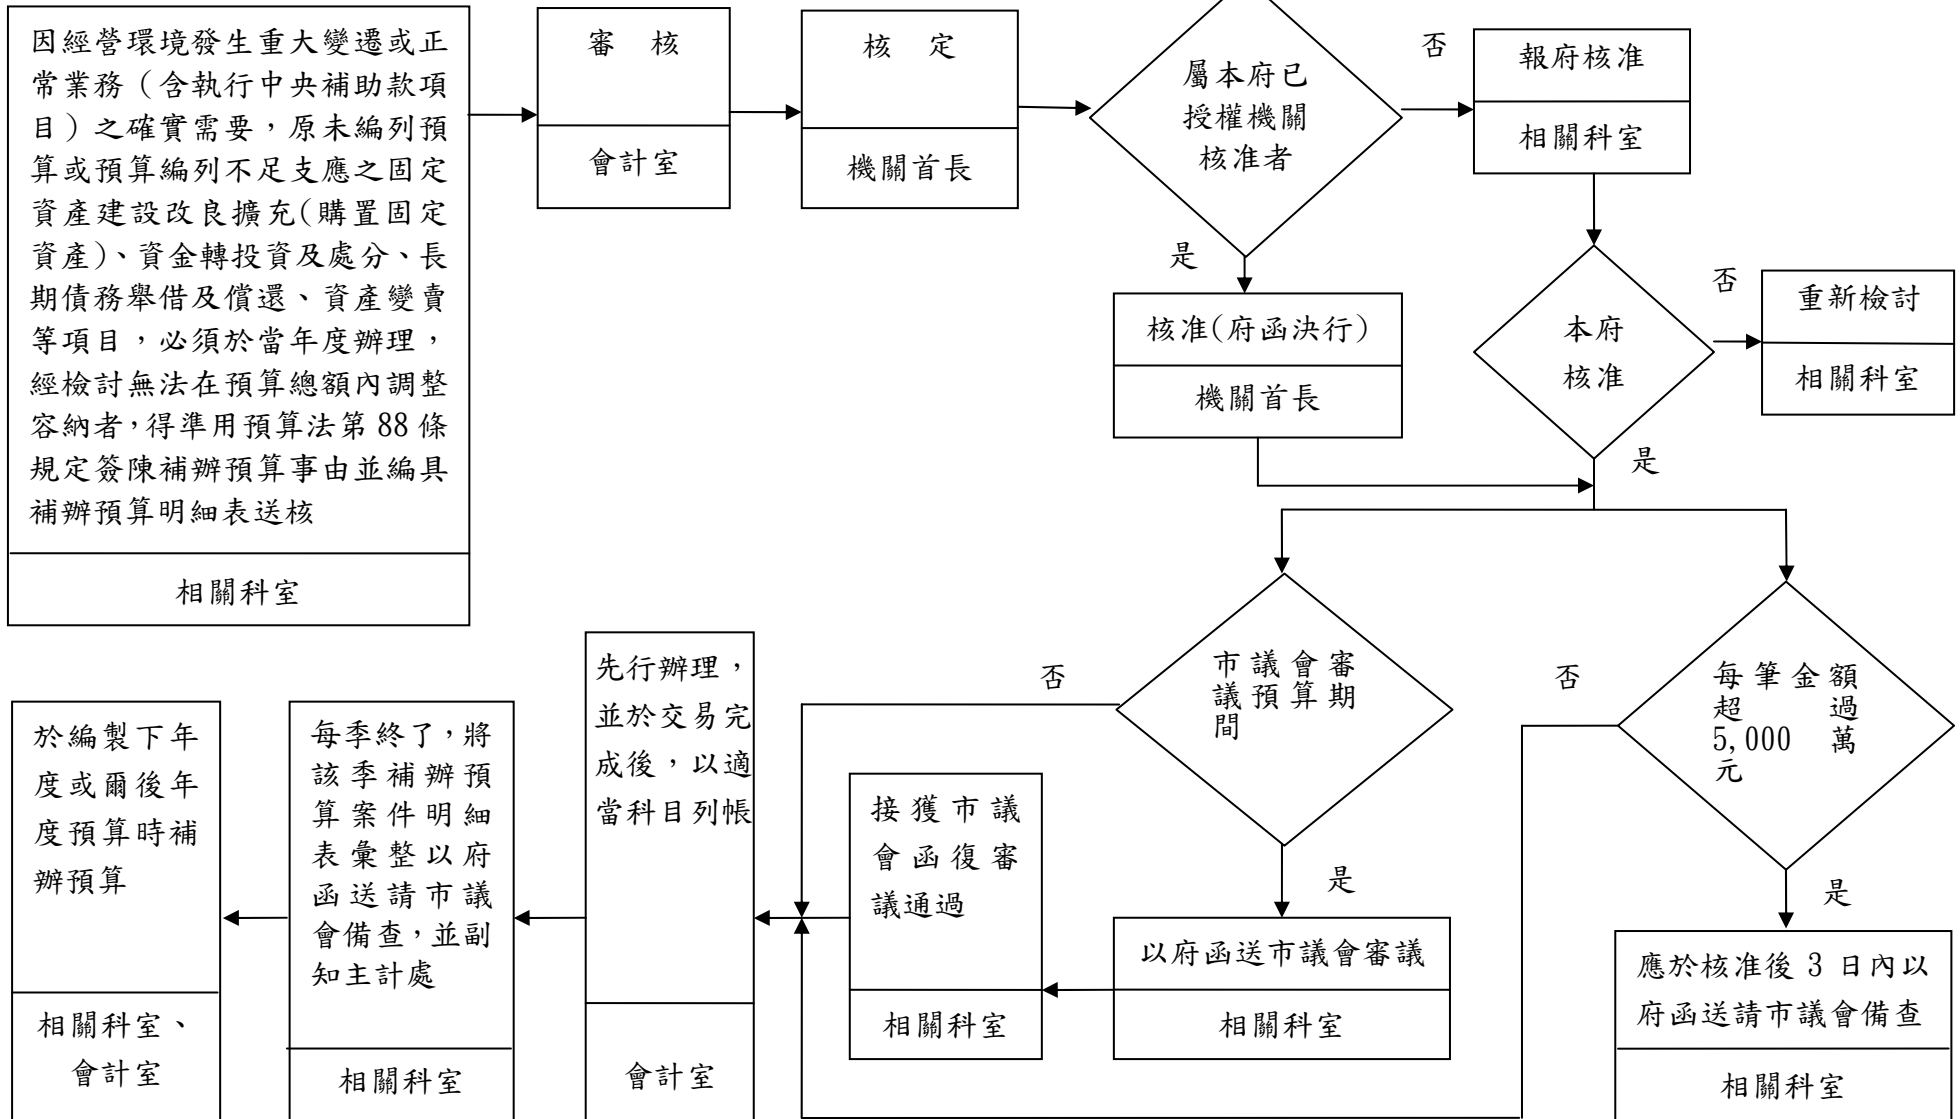 因經營環境發生重大變遷或正
常業務（含執行中央補助款項
目）之確實需要，原未編列預
算或預算編列不足支應之固定
資產建設改良擴充(購置固定
資產)、資金轉投資及處分、長
期債務舉借及償還、資產變賣
等項目，必須於當年度辦理，
經檢討無法在預算總額內調整
容納者，得準用預算法第 88 條
規定簽陳補辦預算事由並編具
補辦預算明細表送核
相關科室
審　核
會計室
核　定
機關首長
屬本府已
授權機關
核准者
否
報府核准
相關科室
是
核准(府函決行)
機關首長
本府
核准
否
重新檢討
相關科室
是
市議會審
議預算期
間
否
是
以府函送市議會審議
相關科室
接獲市議
會函復審
議通過
相關科室
每筆金額
超　　過
5,000 萬
元
否
是
應於核准後 3 日內以
府函送請市議會備查
相關科室
先行辦理，
並於交易完
成後，以適
當科目列帳
會計室
每季終了，將
該季補辦預
算案件明細
表彙整以府
函送請市議
會備查，並副
知主計處
相關科室
於編製下年
度或爾後年
度預算時補
辦預算
相關科室、
會計室